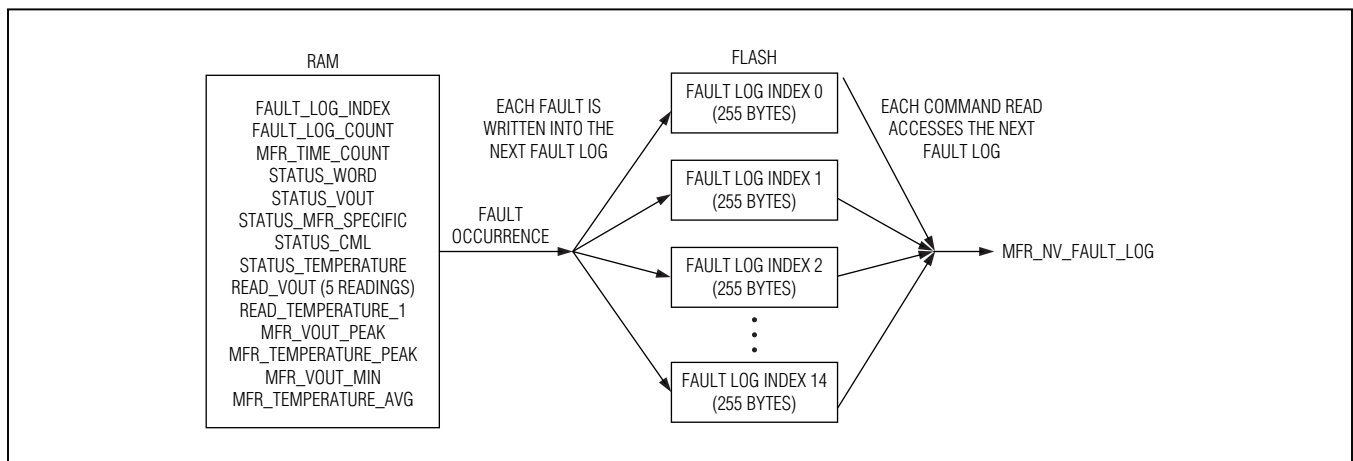 RAM
FAULT_LOG_INDEX
FAULT_LOG_COUNT
MFR_TIME_COUNT
STATUS_WORD
STATUS_VOUT
STATUS_MFR_SPECIFIC
STATUS_CML
STATUS_TEMPERATURE
READ_VOUT (5 READINGS)
READ_TEMPERATURE_1
MFR_VOUT_PEAK
MFR_TEMPERATURE_PEAK
MFR_VOUT_MIN
MFR_TEMPERATURE_AVG
FAULT
OCCURRENCE
EACH FAULT IS
WRITTEN INTO THE
NEXT FAULT LOG
FLASH
FAULT LOG INDEX 0
(255 BYTES)
FAULT LOG INDEX 1
(255 BYTES)
FAULT LOG INDEX 2
(255 BYTES)
FAULT LOG INDEX 14
(255 BYTES)
EACH COMMAND READ
ACCESSES THE NEXT
FAULT LOG
MFR_NV_FAULT_LOG